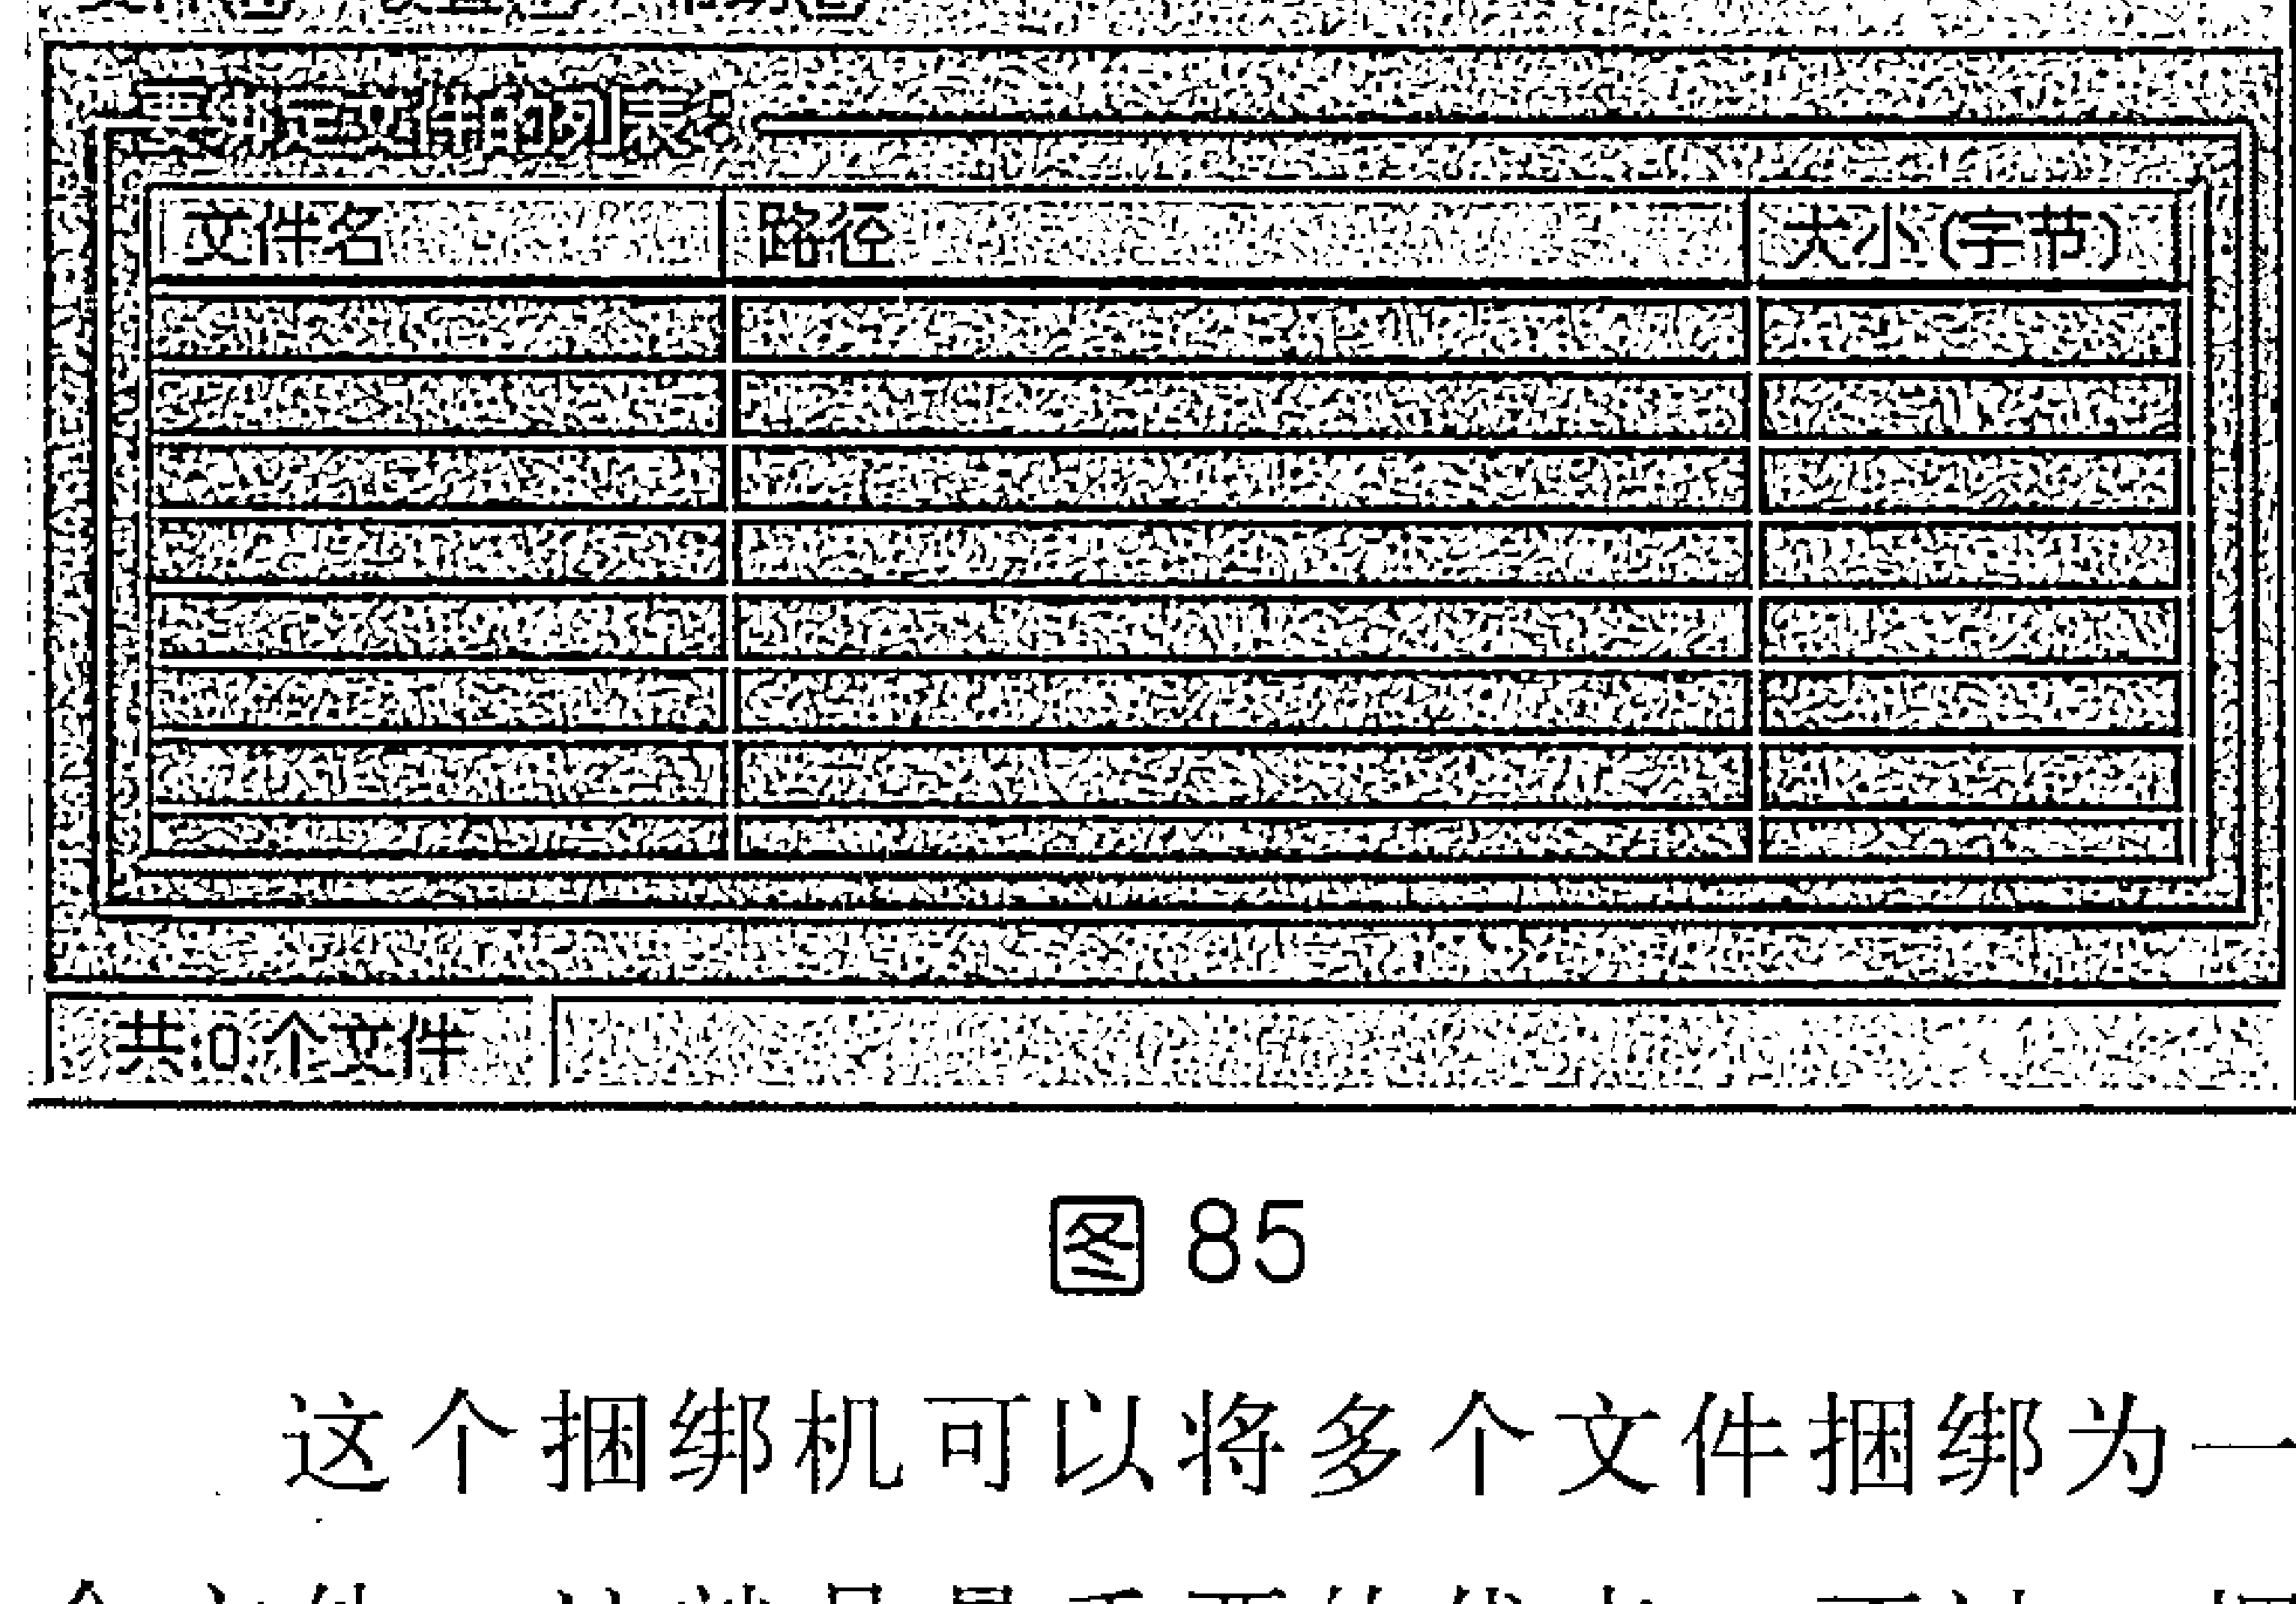 要绑定文件的列表
文件名 路径 大小(字节)
共 0 个文件
图 85
这个捆绑机可以将多个文件捆绑为一